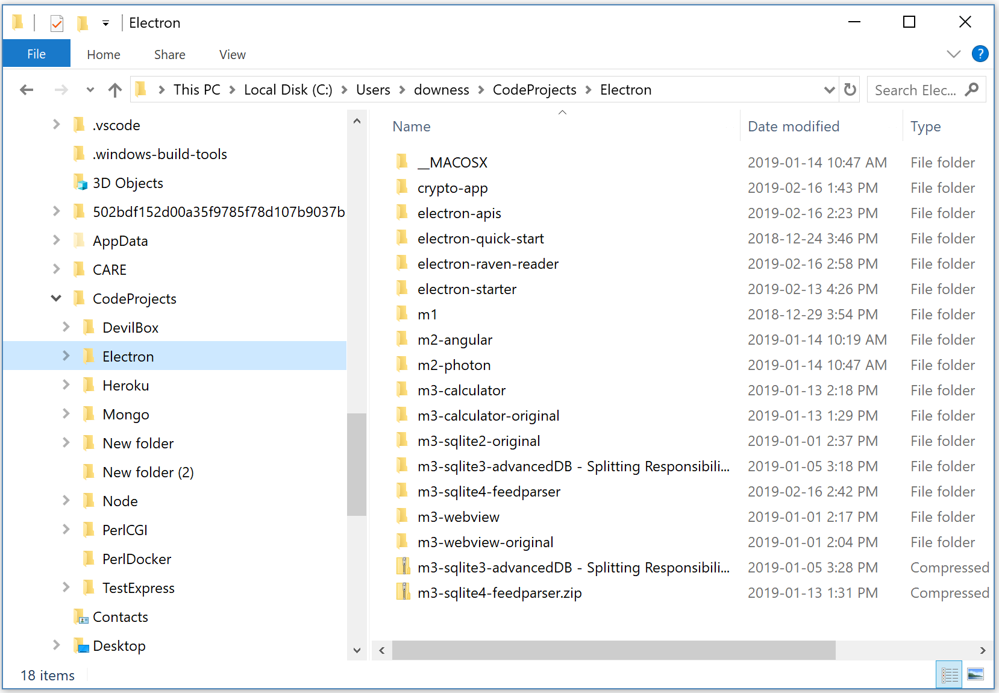 Electron
File Home Share View ?
This PC > Local Disk (C:) > Users > downess > CodeProjects > Electron
Search Elec...
.vscode
.windows-build-tools
3D Objects
502bdf152d00a35f9785f78d107b9037b
AppData
CARE
CodeProjects
DevilBox
Electron
Heroku
Mongo
New folder
New folder (2)
Node
PerlCGI
PerlDocker
TestExpress
Contacts
Desktop
Name Date modified Type
__MACOSX 2019-01-14 10:47 AM File folder
crypto-app 2019-02-16 1:43 PM File folder
electron-apis 2019-02-16 2:23 PM File folder
electron-quick-start 2018-12-24 3:46 PM File folder
electron-raven-reader 2019-02-16 2:58 PM File folder
electron-starter 2019-02-13 4:26 PM File folder
m1 2018-12-29 3:54 PM File folder
m2-angular 2019-01-14 10:19 AM File folder
m2-photon 2019-01-14 10:47 AM File folder
m3-calculator 2019-01-13 2:18 PM File folder
m3-calculator-original 2019-01-13 1:29 PM File folder
m3-sqlite2-original 2019-01-01 2:37 PM File folder
m3-sqlite3-advancedDB - Splitting Responsibili... 2019-01-05 3:18 PM File folder
m3-sqlite4-feedparser 2019-02-16 2:42 PM File folder
m3-webview 2019-01-01 2:17 PM File folder
m3-webview-original 2019-01-01 2:04 PM File folder
m3-sqlite3-advancedDB - Splitting Responsibili... 2019-01-05 3:28 PM Compressed
m3-sqlite4-feedparser.zip 2019-01-13 1:31 PM Compressed
18 items